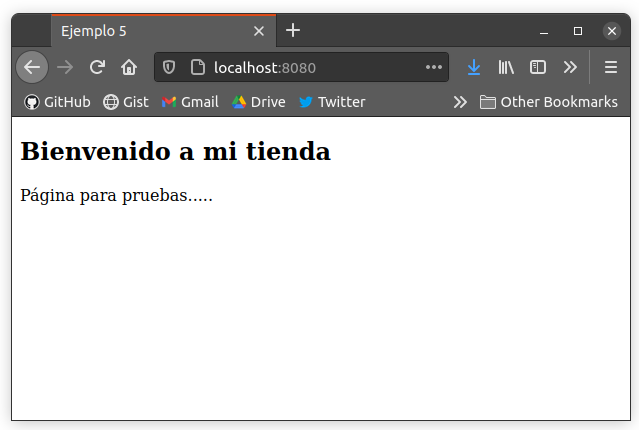 Ejemplo 5
localhost:8080
GitHub Gist Gmail Drive Twitter Other Bookmarks
Bienvenido a mi tienda
Página para pruebas.....